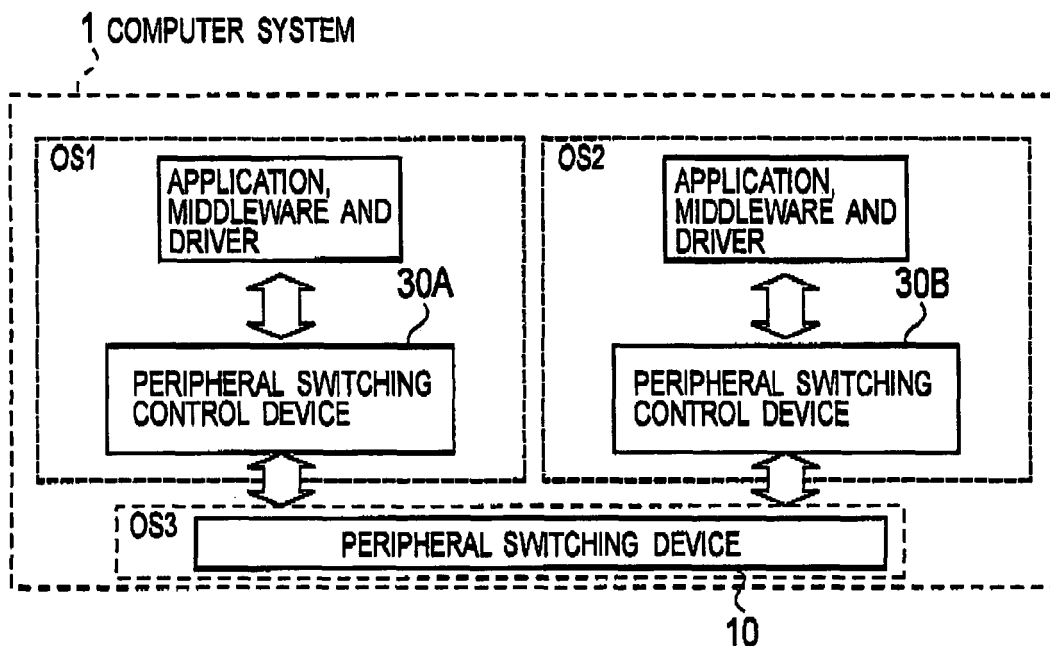 1 COMPUTER SYSTEM
OS1
APPLICATION,
MIDDLEWARE AND
DRIVER
30A
PERIPHERAL SWITCHING
CONTROL DEVICE
OS2
APPLICATION,
MIDDLEWARE AND
DRIVER
30B
PERIPHERAL SWITCHING
CONTROL DEVICE
OS3
PERIPHERAL SWITCHING DEVICE
10